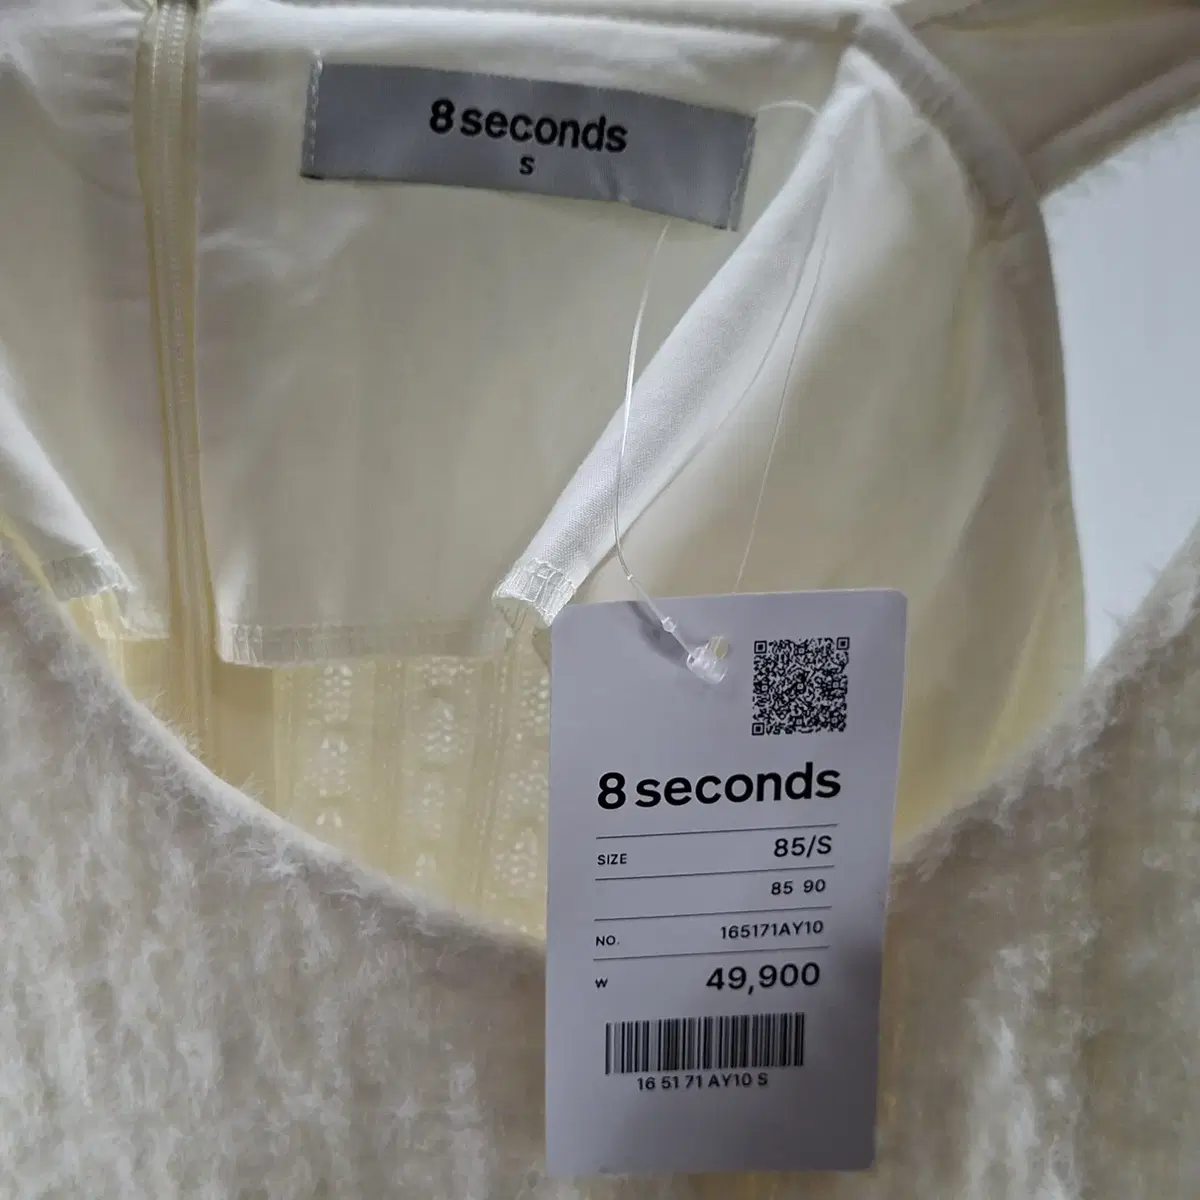 8 seconds
S
8 seconds
SIZE 85/S
85 90
NO. 165171AY10
₩ 49,900
16 51 71 AY10 S